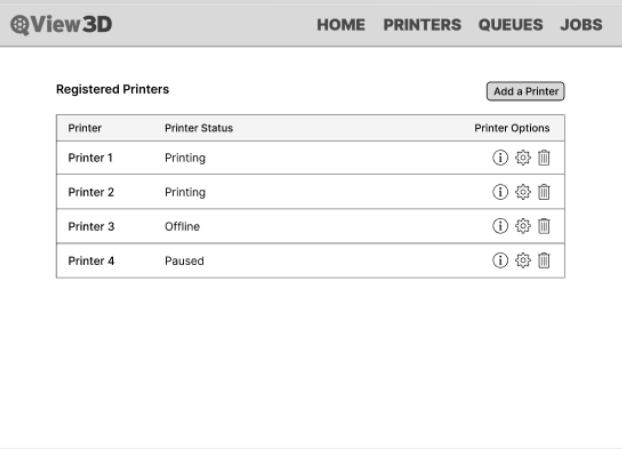 QView3D HOME PRINTERS QUEUES JOBS
Registered Printers Add a Printer
Printer Printer Status Printer Options
Printer 1 Printing
Printer 2 Printing
Printer 3 Offline
Printer 4 Paused